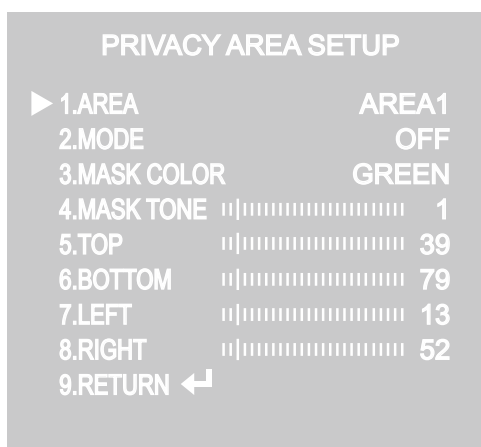 PRIVACY AREA SETUP
1.AREA AREA1
2.MODE OFF
3.MASK COLOR GREEN
4.MASK TONE 1
5.TOP 39
6.BOTTOM 79
7.LEFT 13
8.RIGHT 52
9.RETURN